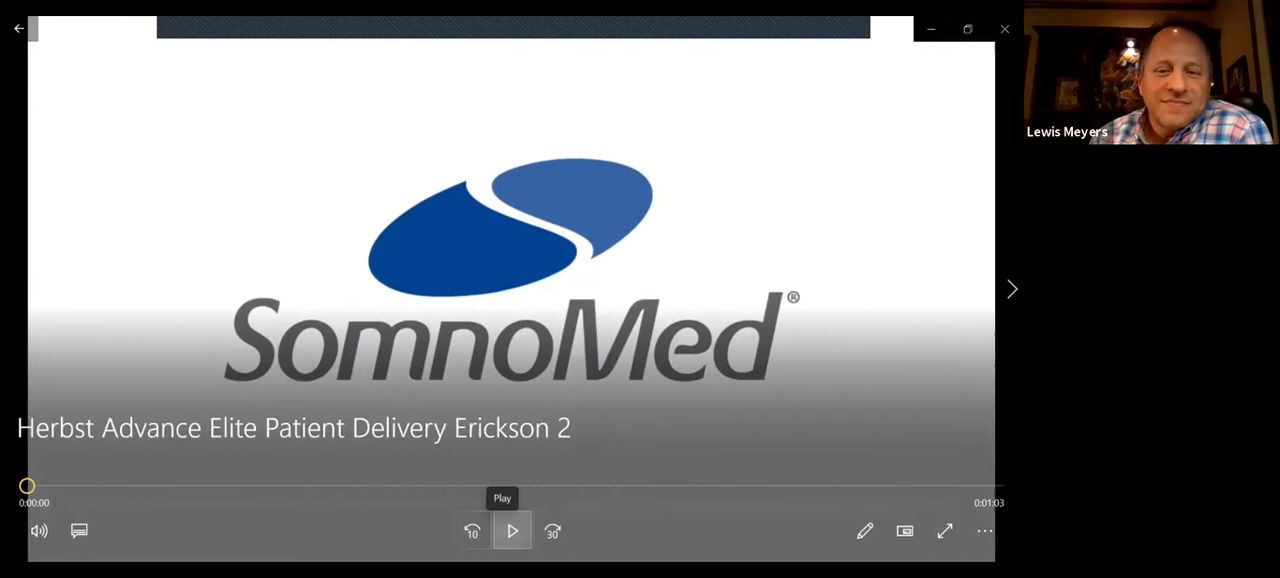 Lewis Meyers
SomnoMed®
Herbst Advance Elite Patient Delivery Erickson 2
Play
0:00:00
0:01:03
10
30